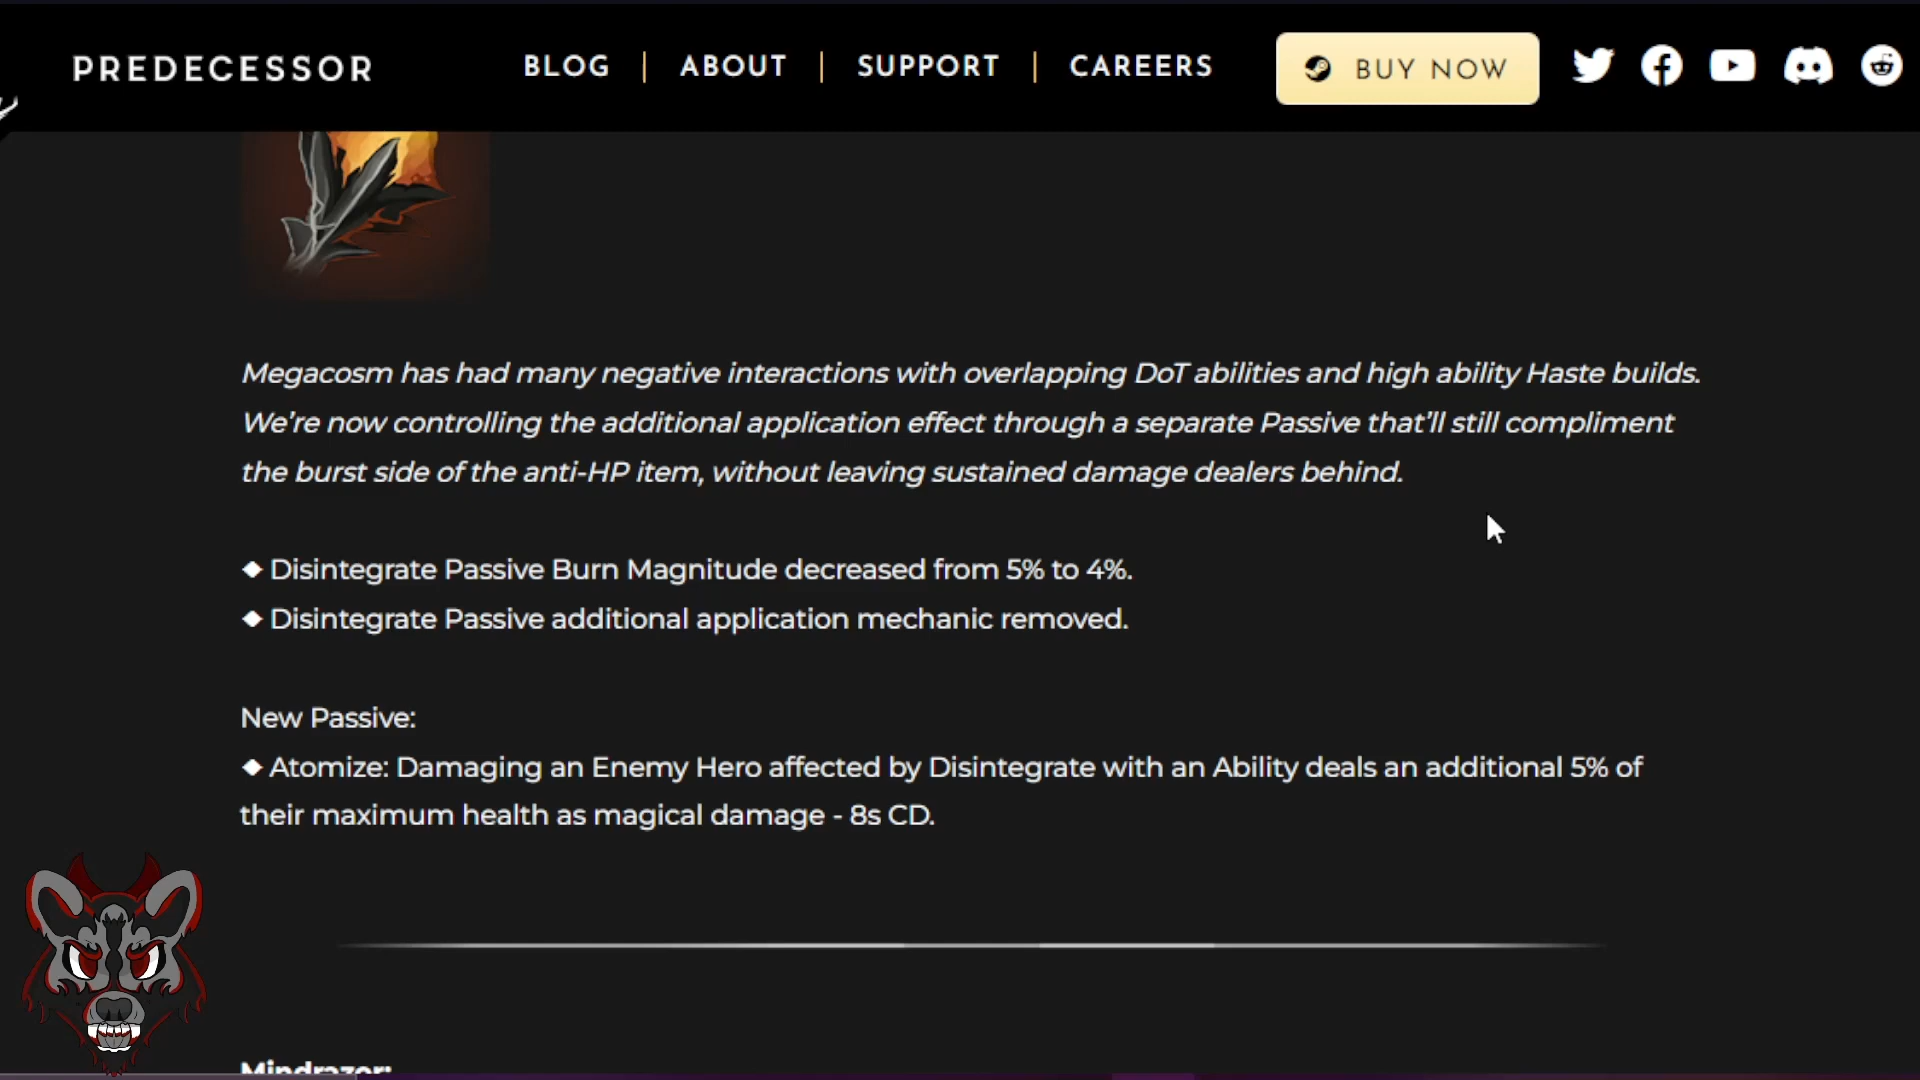 PREDECESSOR BLOG | ABOUT | SUPPORT | CAREERS BUY NOW
Megacosm has had many negative interactions with overlapping DoT abilities and high ability Haste builds.
We're now controlling the additional application effect through a separate Passive that'll still compliment
the burst side of the anti-HP item, without leaving sustained damage dealers behind.
◆ Disintegrate Passive Burn Magnitude decreased from 5% to 4%.
◆ Disintegrate Passive additional application mechanic removed.
New Passive:
◆ Atomize: Damaging an Enemy Hero affected by Disintegrate with an Ability deals an additional 5% of
their maximum health as magical damage - 8s CD.
Mindrazor: